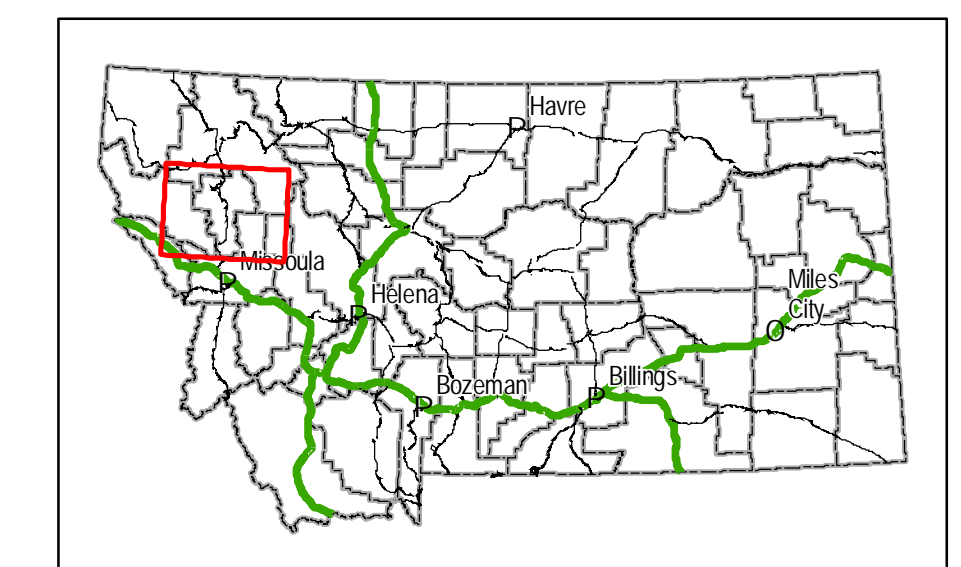 Havre
P
Missoula
P
Helena
P
Miles
City
O
Billings
P
Bozeman
P